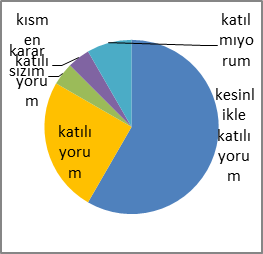 kısm
en
katılı
yoru
m
karar
sızım
katıl
mıyo
rum
kesinl
ikle
katılı
yoru
m
katılı
yoru
m